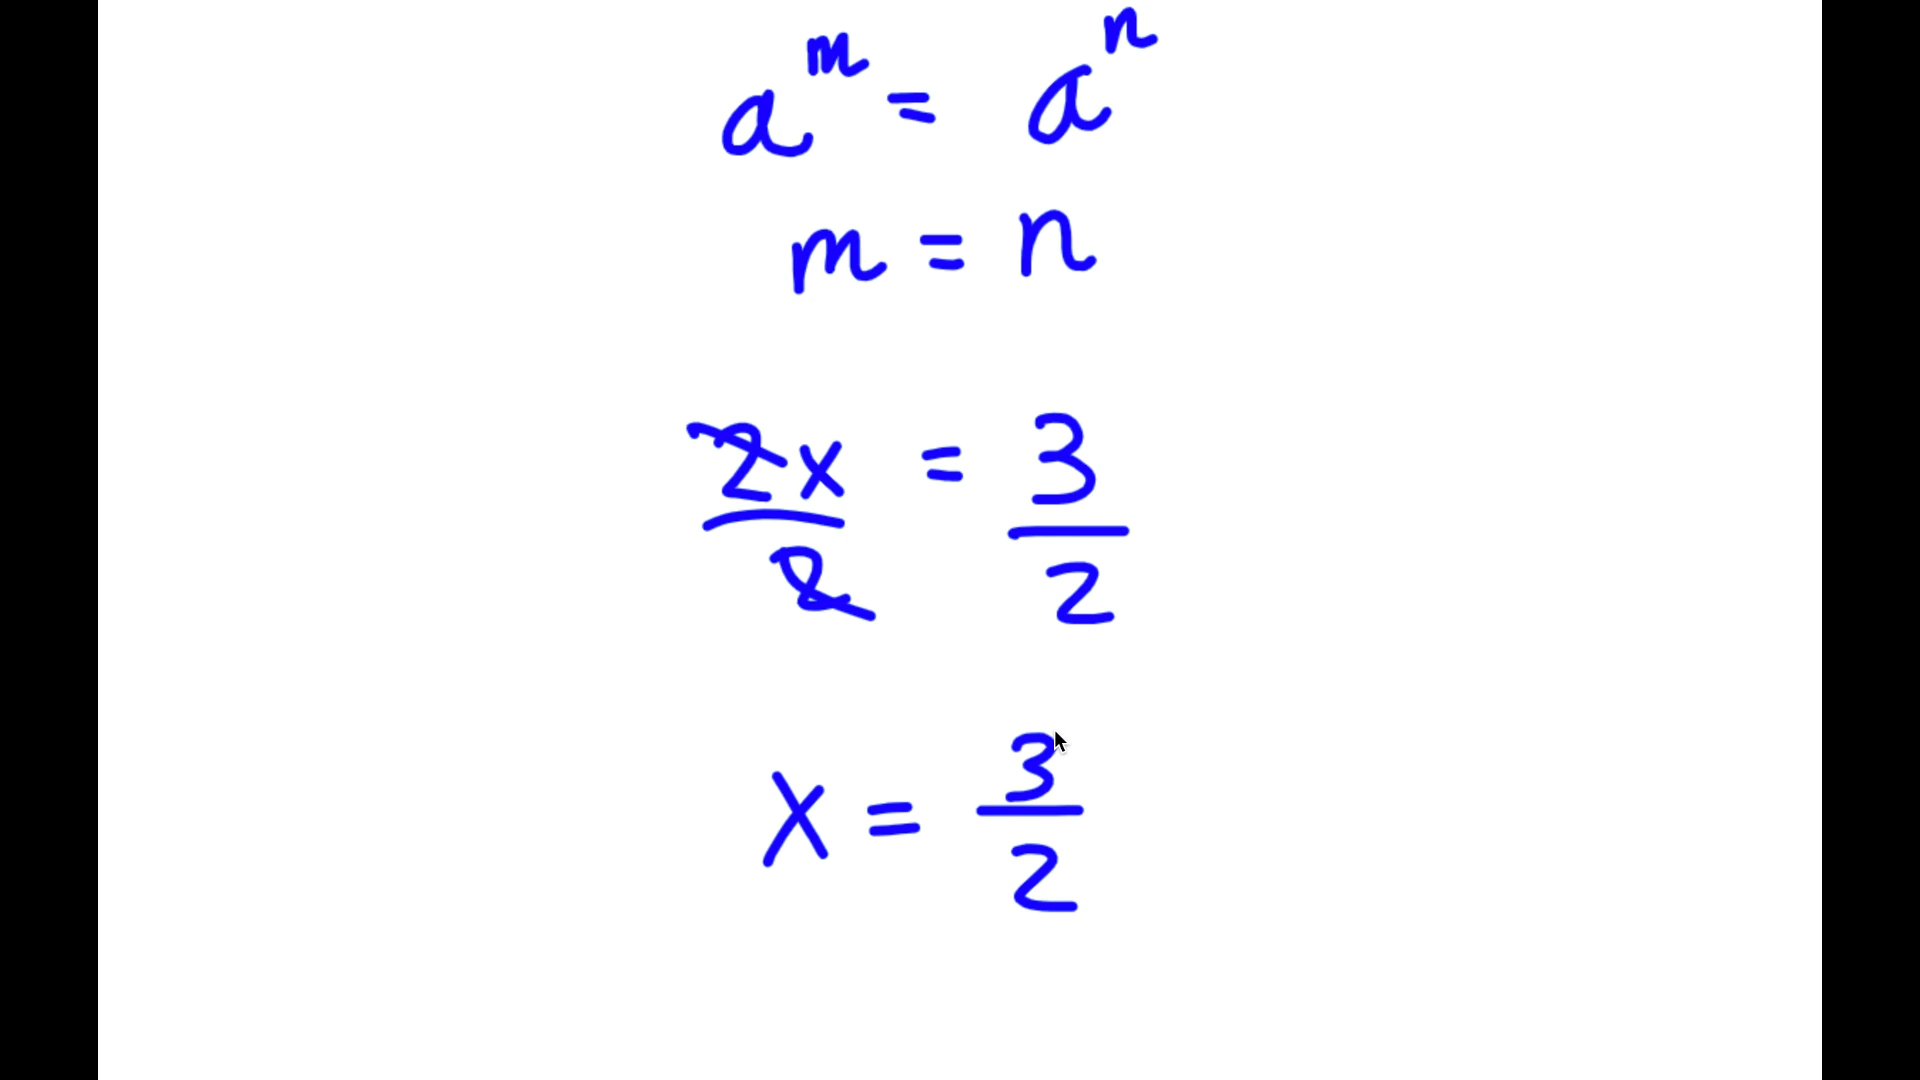 a^m = a^n
m = n
2x/2 = 3/2
x = 3/2